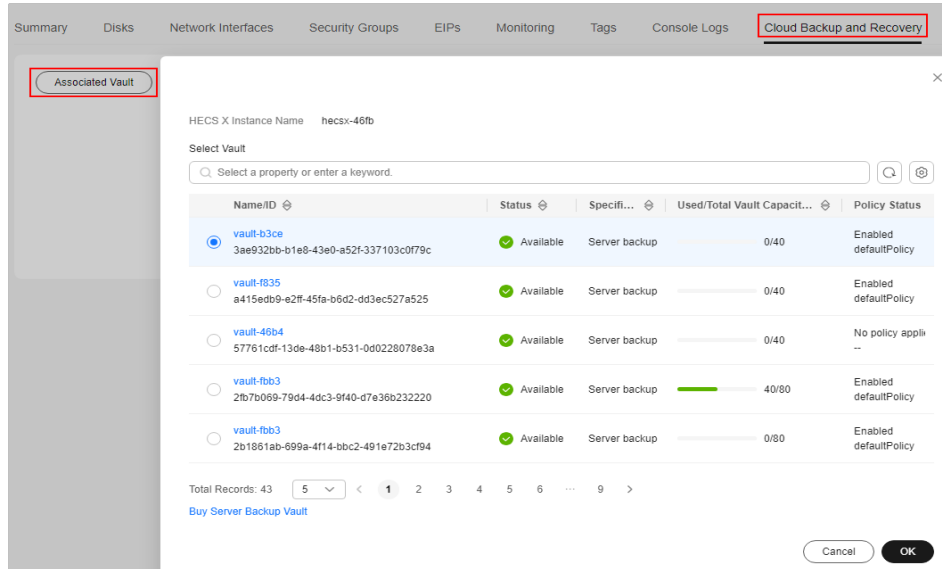 Summary Disks Network Interfaces Security Groups EIPs Monitoring Tags Console Logs Cloud Backup and Recovery
Associated Vault
HECS X Instance Name hecsx-46fb
Select Vault
Select a property or enter a keyword.
Name/ID Status Specifi... Used/Total Vault Capacit... Policy Status
vault-b3ce
3ae932bb-b1e8-43e0-a52f-337103c0f79c
Available Server backup 0/40
Enabled
defaultPolicy
vault-f835
a415edb9-e2ff-45fa-b6d2-dd3ec527a525
Available Server backup 0/40
Enabled
defaultPolicy
vault-46b4
57761cdf-13de-48b1-b531-0d0228078e3a
Available Server backup 0/40
No policy appli
--
vault-fbb3
2fb7b069-79d4-4dc3-9f40-d7e36b232220
Available Server backup 40/80
Enabled
defaultPolicy
vault-fbb3
2b1861ab-699a-4f14-bbc2-491e72b3cf94
Available Server backup 0/80
Enabled
defaultPolicy
Total Records: 43 5 < 1 2 3 4 5 6 ... 9 >
Buy Server Backup Vault
Cancel OK